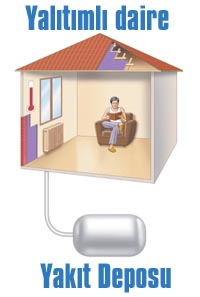 Yalıtımlı daire
Yakıt Deposu